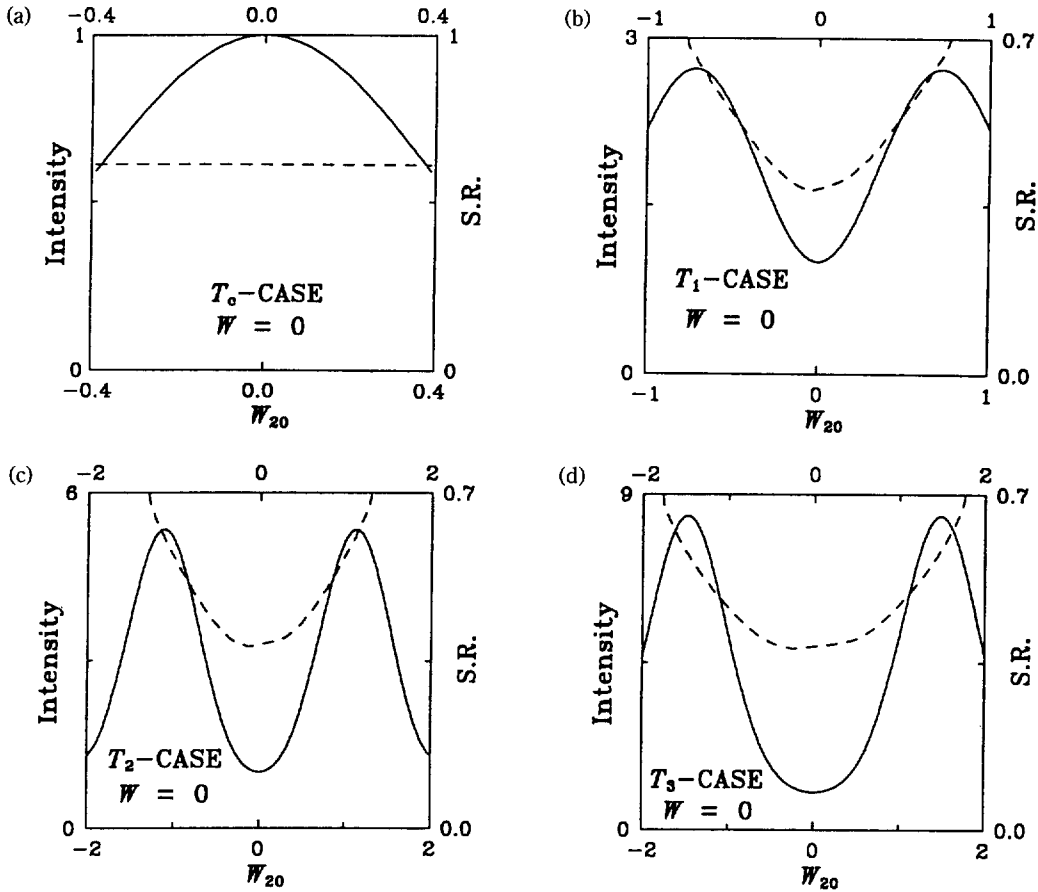 (a)
−0.4 0.0 0.4
1 1
Intensity
S.R.
T₀−CASE
W = 0
0 0
−0.4 0.0 0.4
W₂₀
(b)
−1 0 1
3 0.7
Intensity
S.R.
T₁−CASE
W = 0
0 0.0
−1 0 1
W₂₀
(c)
−2 0 2
6 0.7
Intensity
S.R.
T₂−CASE
W = 0
0 0.0
−2 0 2
W₂₀
(d)
−2 0 2
9 0.7
Intensity
S.R.
T₃−CASE
W = 0
0 0.0
−2 0 2
W₂₀